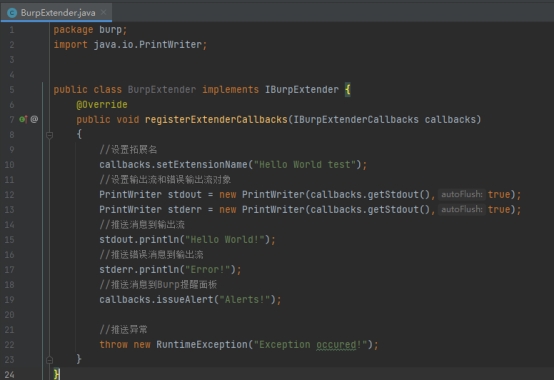 BurpExtender.java
1 package burp;
2 import java.io.PrintWriter;
3
4
5 public class BurpExtender implements IBurpExtender {
6 @Override
7 public void registerExtenderCallbacks(IBurpExtenderCallbacks callbacks)
8 {
9 //设置拓展名
10 callbacks.setExtensionName("Hello World test");
11 //设置输出流和错误输出流对象
12 PrintWriter stdout = new PrintWriter(callbacks.getStdout(), autoFlush: true);
13 PrintWriter stderr = new PrintWriter(callbacks.getStdout(), autoFlush: true);
14 //推送消息到输出流
15 stdout.println("Hello World!");
16 //推送错误消息到输出流
17 stderr.println("Error!");
18 //推送消息到Burp提醒面板
19 callbacks.issueAlert("Alerts!");
20
21 //推送异常
22 throw new RuntimeException("Exception occured!");
23 }
24 }